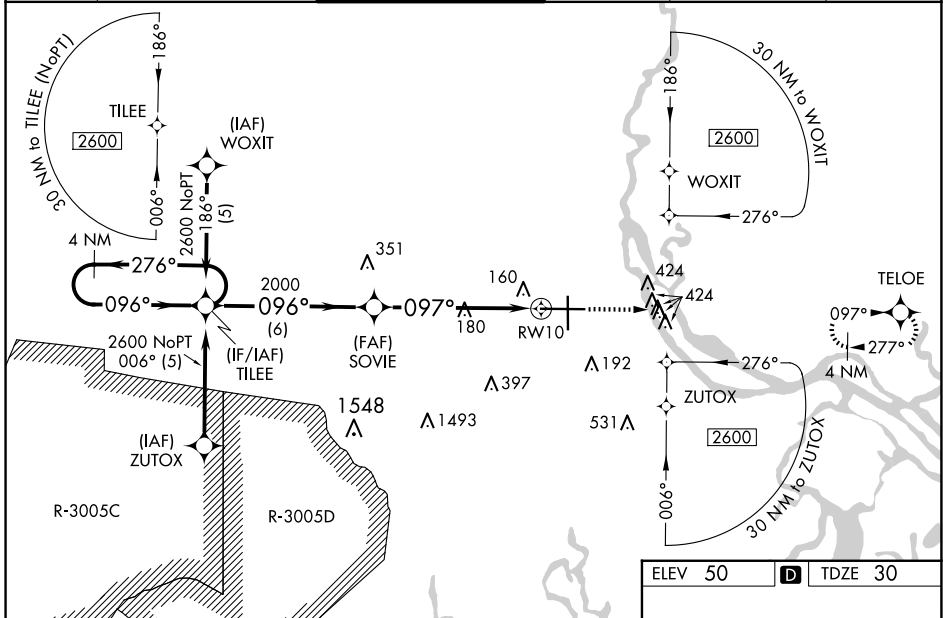 30 NM to TILEE (NoPT)
186°
TILEE
2600
006°
(IAF)
WOXIT
2600 NoPT
186°
(5)
4 NM
276°
096°
2000
096°
(6)
351
(FAF)
SOVIE
097°
180
160
RW10
(IF/IAF)
TILEE
2600 NoPT
006° (5)
(IAF)
ZUTOX
R-3005C
R-3005D
1548
1493
397
192
531
424
424
186°
30 NM to WOXIT
2600
WOXIT
276°
TELOE
097°
277°
4 NM
276°
ZUTOX
2600
006°
30 NM to ZUTOX
ELEV 50 D TDZE 30